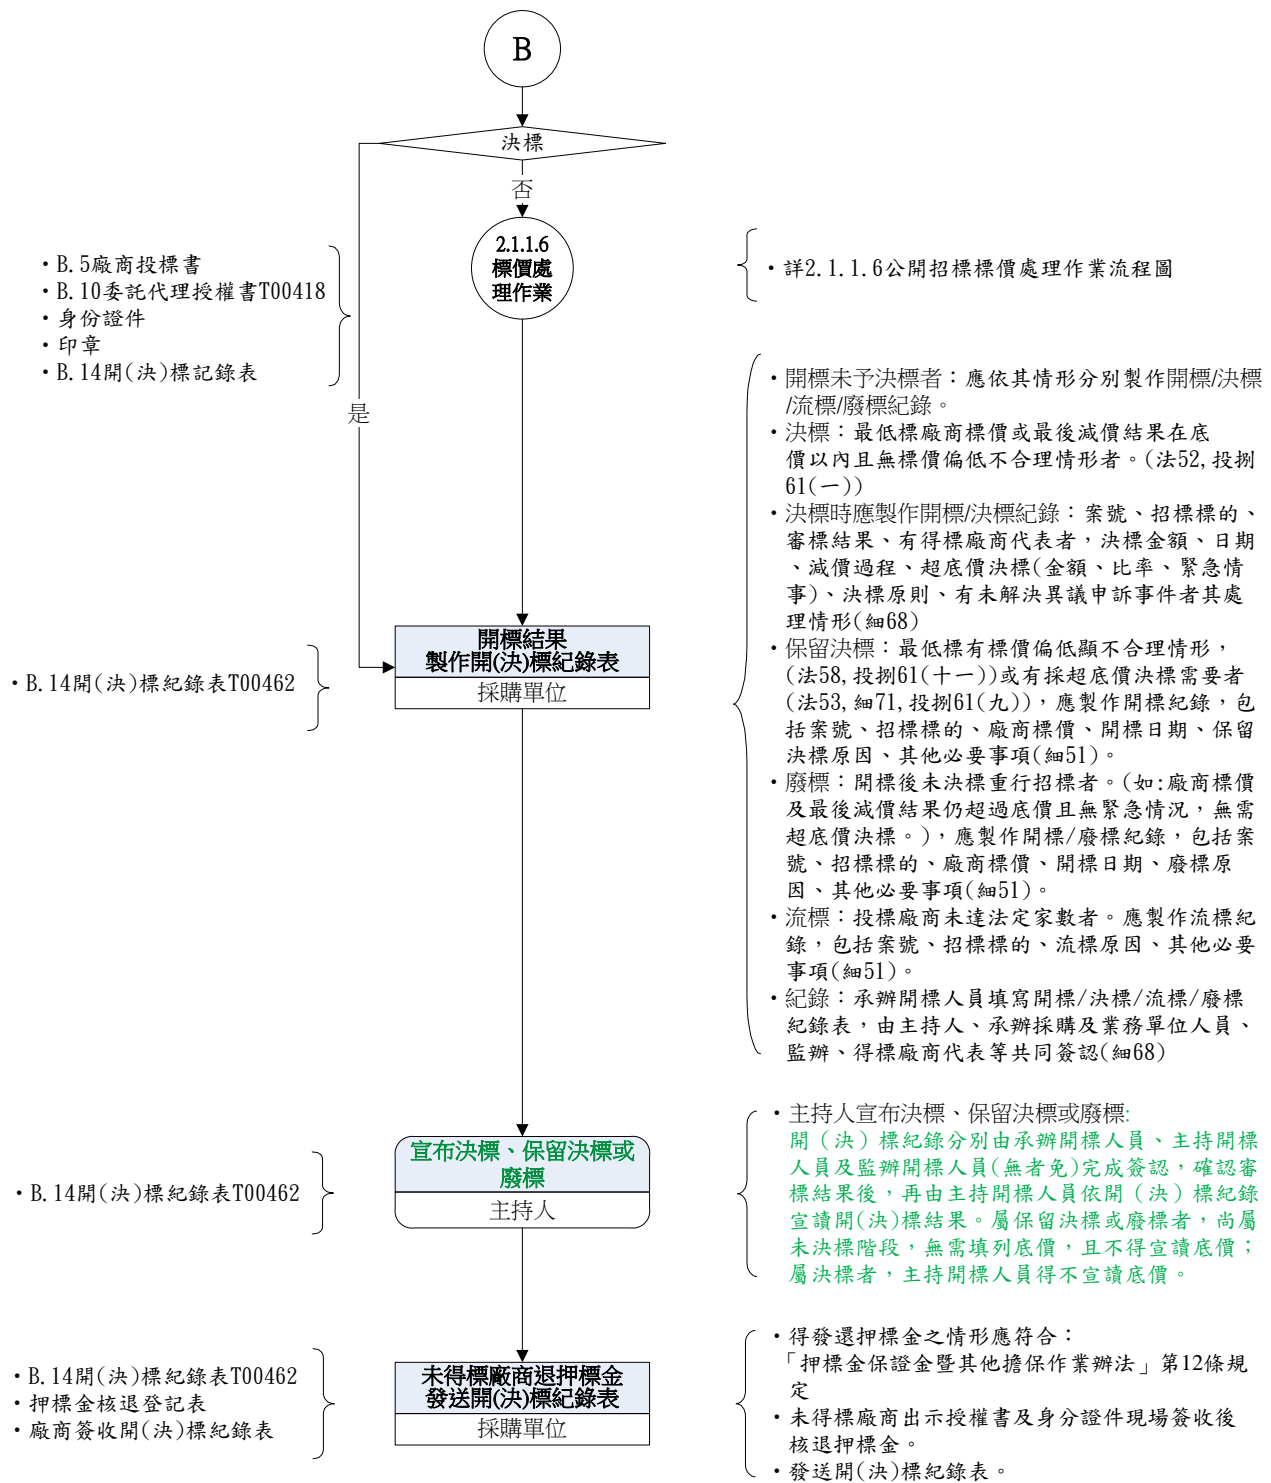 B
決標
否
2.1.1.6
標價處
理作業
・B.5廠商投標書
・B.10委託代理授權書T00418
・身份證件
・印章
・B.14開(決)標記錄表
・詳2.1.1.6公開招標標價處理作業流程圖
是
・開標未予決標者：應依其情形分別製作開標/決標
/流標/廢標紀錄。
・決標：最低標廠商標價或最後減價結果在底
價以內且無標價偏低不合理情形者。(法52,投捌
61(一))
・決標時應製作開標/決標紀錄：案號、招標標的、
審標結果、有得標廠商代表者，決標金額、日期
、減價過程、超底價決標(金額、比率、緊急情
事)、決標原則、有未解決異議申訴事件者其處
理情形(細68)
・保留決標：最低標有標價偏低顯不合理情形，
(法58,投捌61(十一))或有採超底價決標需要者
(法53,細71,投捌61(九))，應製作開標紀錄，包
括案號、招標標的、廠商標價、開標日期、保留
決標原因、其他必要事項(細51)。
・廢標：開標後未決標重行招標者。(如:廠商標價
及最後減價結果仍超過底價且無緊急情況，無需
超底價決標。)，應製作開標/廢標紀錄，包括案
號、招標標的、廠商標價、開標日期、廢標原
因、其他必要事項(細51)。
・流標：投標廠商未達法定家數者。應製作流標紀
錄，包括案號、招標標的、流標原因、其他必要
事項(細51)。
・紀錄：承辦開標人員填寫開標/決標/流標/廢標
紀錄表，由主持人、承辦採購及業務單位人員、
監辦、得標廠商代表等共同簽認(細68)
開標結果
製作開(決)標紀錄表
採購單位
・B.14開(決)標紀錄表T00462
宣布決標、保留決標或
廢標
主持人
・B.14開(決)標紀錄表T00462
・主持人宣布決標、保留決標或廢標:
開（決）標紀錄分別由承辦開標人員、主持開標
人員及監辦開標人員(無者免)完成簽認，確認審
標結果後，再由主持開標人員依開（決）標紀錄
宣讀開(決)標結果。屬保留決標或廢標者，尚屬
未決標階段，無需填列底價，且不得宣讀底價；
屬決標者，主持開標人員得不宣讀底價。
未得標廠商退押標金
發送開(決)標紀錄表
採購單位
・B.14開(決)標紀錄表T00462
・押標金核退登記表
・廠商簽收開(決)標紀錄表
・得發還押標金之情形應符合：
「押標金保證金暨其他擔保作業辦法」第12條規
定
・未得標廠商出示授權書及身分證件現場簽收後
核退押標金。
・發送開(決)標紀錄表。